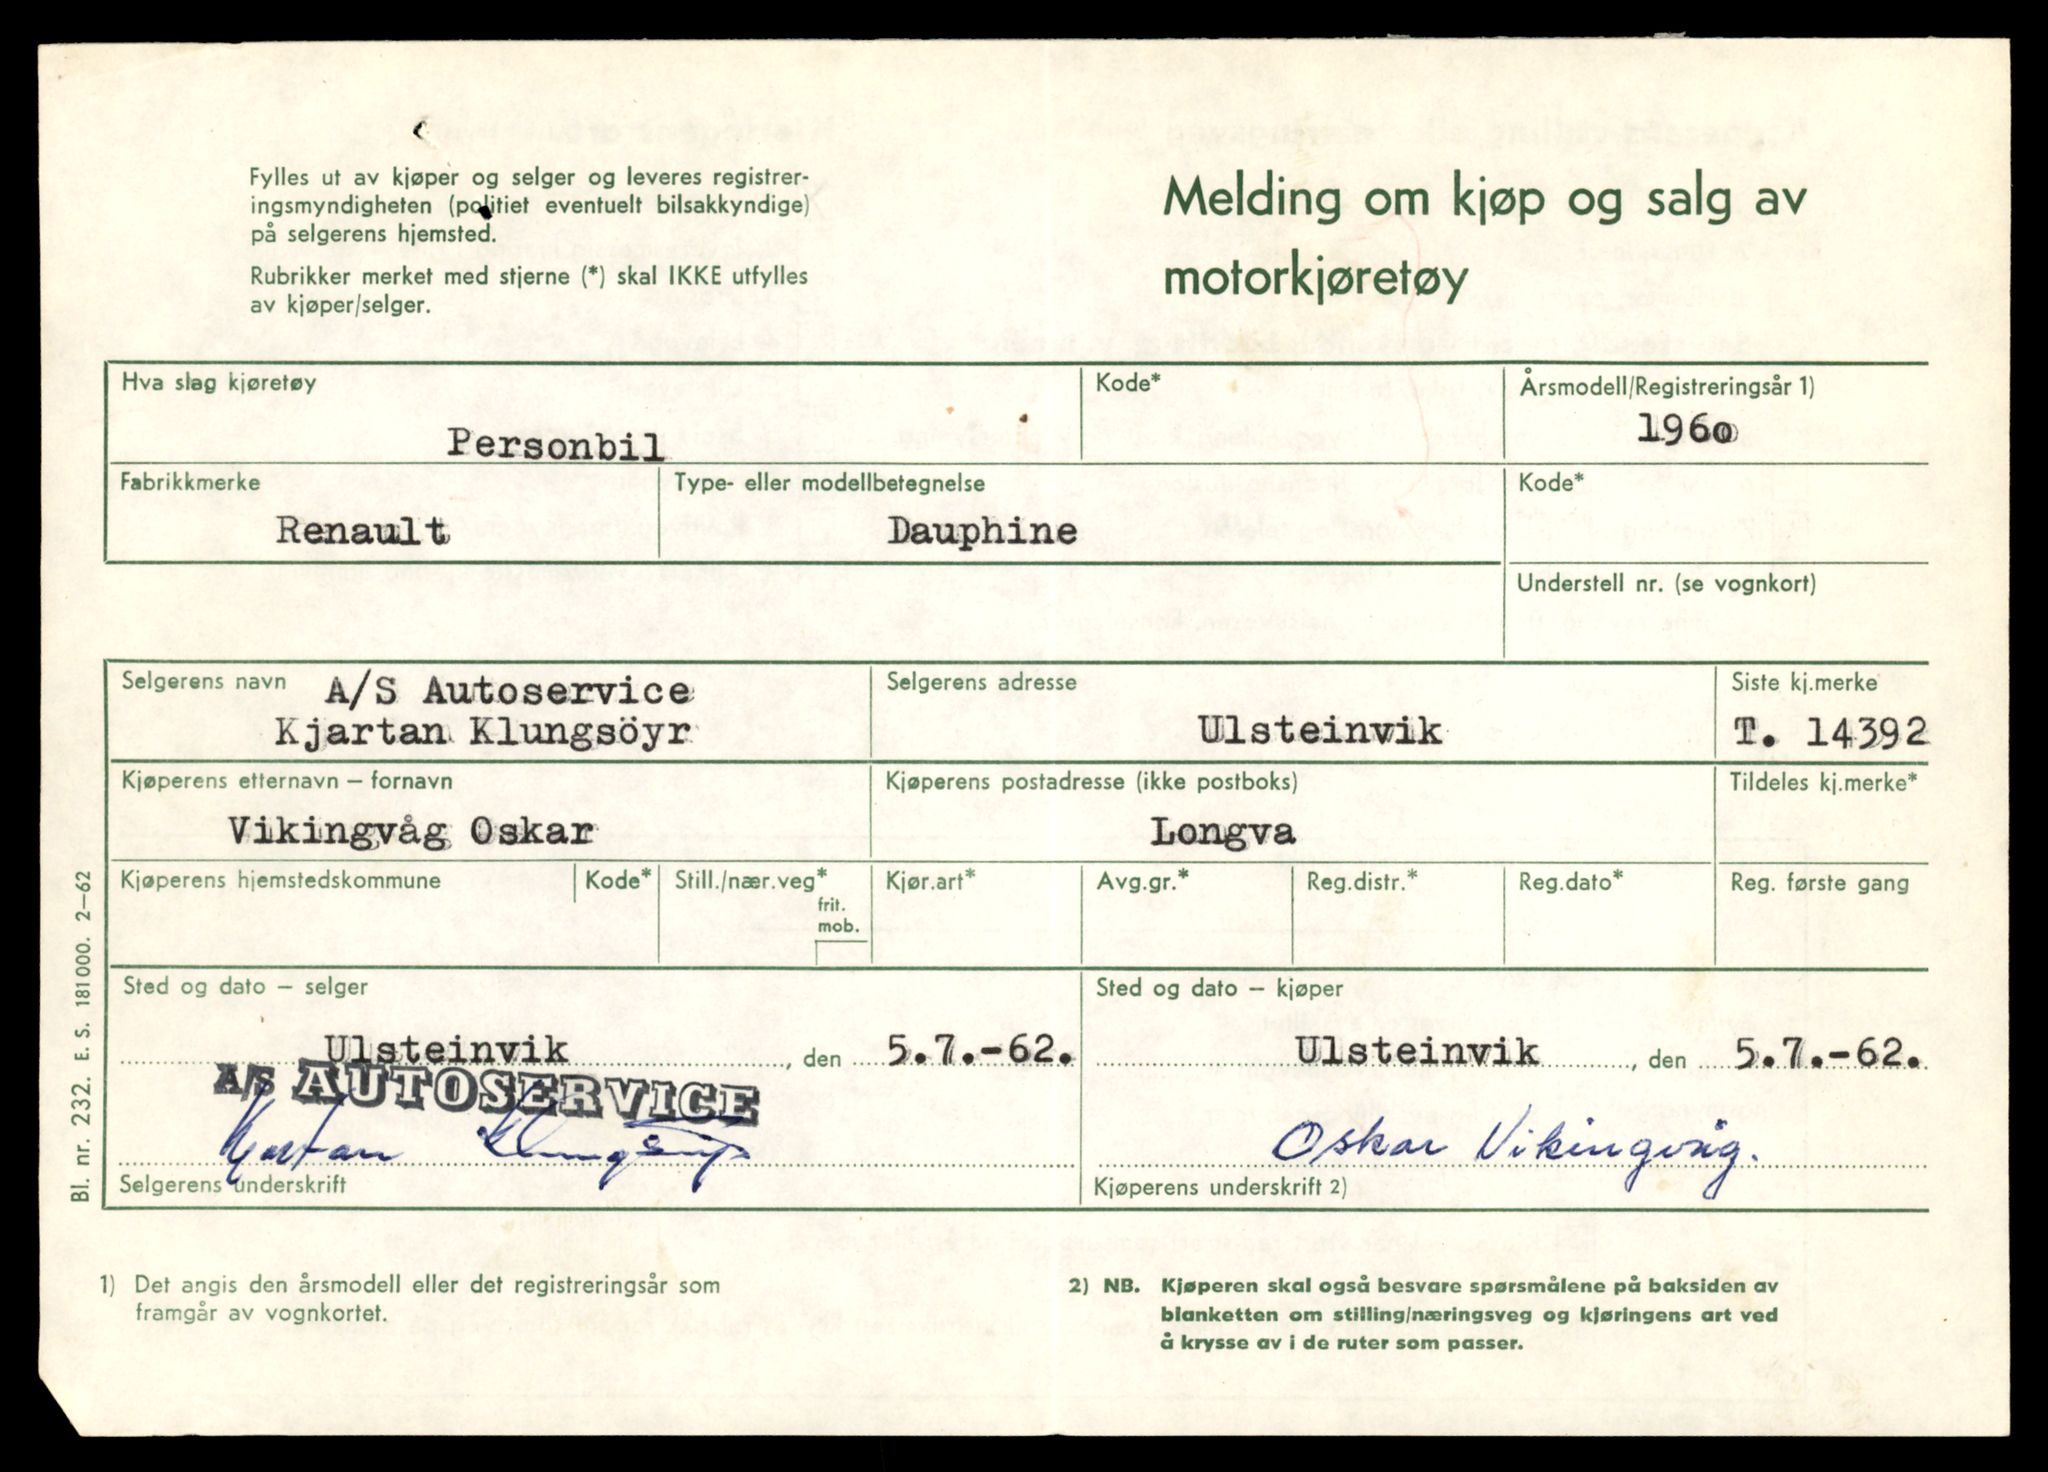 Fylles ut av kjøper og selger og leveres registrer-
ingsmyndigheten (politiet eventuelt bilsakkyndige)
på selgerens hjemsted.
Rubrikker merket med stjerne (*) skal IKKE utfylles
av kjøper/selger.
Melding om kjøp og salg av
motorkjøretøy
Hva slag kjøretøy
Kode*
Årsmodell/Registreringsår 1)
Personbil
1960
Fabrikkmerke
Type- eller modellbetegnelse
Kode*
Renault
Dauphine
Understell nr. (se vognkort)
Selgerens navn
A/S Autoservice
Kjartan Klungsöyr
Selgerens adresse
Ulsteinvik
Siste kj.merke
T. 14392
Kjøperens etternavn – fornavn
Vikingvåg Oskar
Kjøperens postadresse (ikke postboks)
Longva
Tildeles kj.merke*
Kjøperens hjemstedskommune
Kode*
Still./nær.veg*
frit.
mob.
Kjør.art*
Avg.gr.*
Reg.distr.*
Reg.dato*
Reg. første gang
Sted og dato – selger
Ulsteinvik, den 5.7.-62.
A/S AUTOSERVICE
Kjartan Klungsöyr
Selgerens underskrift
Sted og dato – kjøper
Ulsteinvik, den 5.7.-62.
Oskar Vikingvåg.
Kjøperens underskrift 2)
Bl. nr. 232. E. S. 181000. 2–62
1) Det angis den årsmodell eller det registreringsår som
framgår av vognkortet.
2) NB. Kjøperen skal også besvare spørsmålene på baksiden av
blanketten om stilling/næringsveg og kjøringens art ved
å krysse av i de ruter som passer.